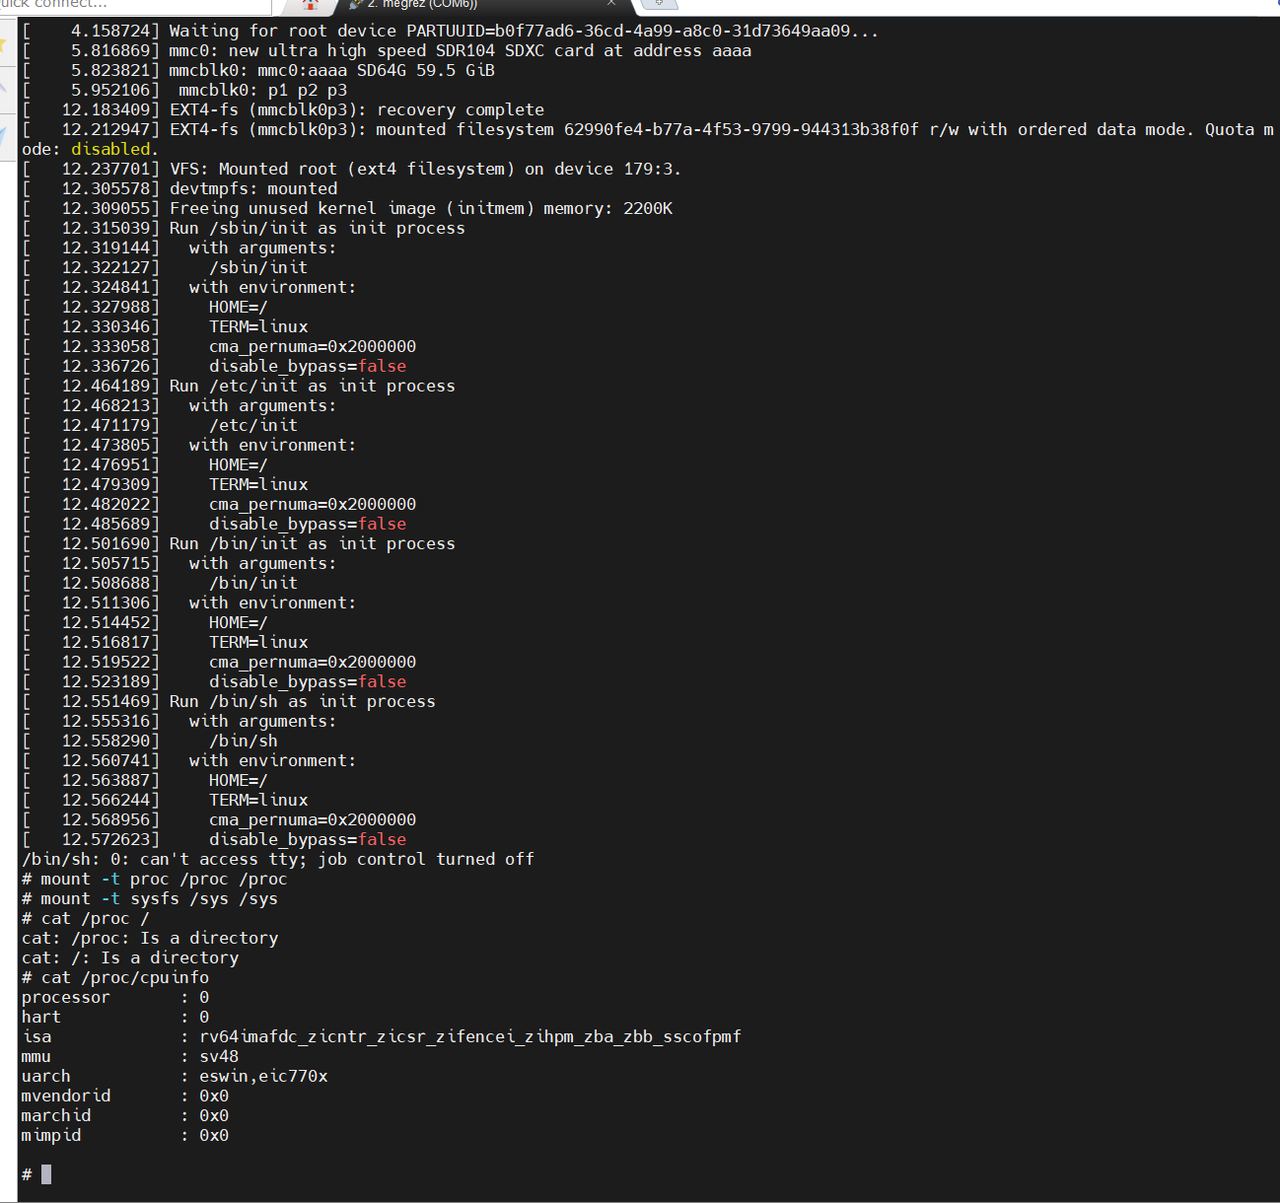 uick connect...
2. megrez (COM6))
[    4.158724] Waiting for root device PARTUUID=b0f77ad6-36cd-4a99-a8c0-31d73649aa09...
[    5.816869] mmc0: new ultra high speed SDR104 SDXC card at address aaaa
[    5.823821] mmcblk0: mmc0:aaaa SD64G 59.5 GiB
[    5.952106]  mmcblk0: p1 p2 p3
[   12.183409] EXT4-fs (mmcblk0p3): recovery complete
[   12.212947] EXT4-fs (mmcblk0p3): mounted filesystem 62990fe4-b77a-4f53-9799-944313b38f0f r/w with ordered data mode. Quota m
ode: disabled.
[   12.237701] VFS: Mounted root (ext4 filesystem) on device 179:3.
[   12.305578] devtmpfs: mounted
[   12.309055] Freeing unused kernel image (initmem) memory: 2200K
[   12.315039] Run /sbin/init as init process
[   12.319144]   with arguments:
[   12.322127]     /sbin/init
[   12.324841]   with environment:
[   12.327988]     HOME=/
[   12.330346]     TERM=linux
[   12.333058]     cma_pernuma=0x2000000
[   12.336726]     disable_bypass=false
[   12.464189] Run /etc/init as init process
[   12.468213]   with arguments:
[   12.471179]     /etc/init
[   12.473805]   with environment:
[   12.476951]     HOME=/
[   12.479309]     TERM=linux
[   12.482022]     cma_pernuma=0x2000000
[   12.485689]     disable_bypass=false
[   12.501690] Run /bin/init as init process
[   12.505715]   with arguments:
[   12.508688]     /bin/init
[   12.511306]   with environment:
[   12.514452]     HOME=/
[   12.516817]     TERM=linux
[   12.519522]     cma_pernuma=0x2000000
[   12.523189]     disable_bypass=false
[   12.551469] Run /bin/sh as init process
[   12.555316]   with arguments:
[   12.558290]     /bin/sh
[   12.560741]   with environment:
[   12.563887]     HOME=/
[   12.566244]     TERM=linux
[   12.568956]     cma_pernuma=0x2000000
[   12.572623]     disable_bypass=false
/bin/sh: 0: can't access tty; job control turned off
# mount -t proc /proc /proc
# mount -t sysfs /sys /sys
# cat /proc /
cat: /proc: Is a directory
cat: /: Is a directory
# cat /proc/cpuinfo
processor       : 0
hart            : 0
isa             : rv64imafdc_zicntr_zicsr_zifencei_zihpm_zba_zbb_sscofpmf
mmu             : sv48
uarch           : eswin,eic770x
mvendorid       : 0x0
marchid         : 0x0
mimpid          : 0x0
#